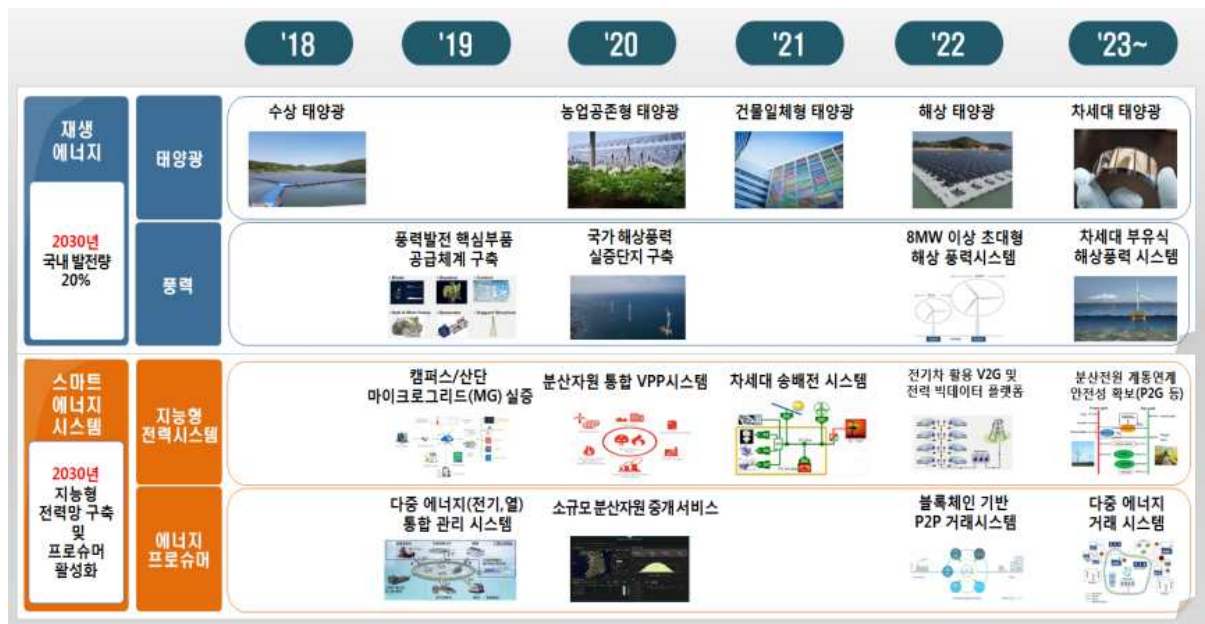 '18
'19
'20
'21
'22
'23~
재생
에너지
2030년
국내 발전량
20%
태양광
수상 태양광
농업공존형 태양광
건물일체형 태양광
해상 태양광
차세대 태양광
풍력
풍력발전 핵심부품
공급체계 구축
국가 해상풍력
실증단지 구축
8MW 이상 초대형
해상 풍력시스템
차세대 부유식
해상풍력 시스템
스마트
에너지
시스템
2030년
지능형
전력망 구축
및
프로슈머
활성화
지능형
전력시스템
캠퍼스/산단
마이크로그리드(MG) 실증
분산자원 통합 VPP시스템
차세대 송배전 시스템
전기차 활용 V2G 및
전력 빅데이터 플랫폼
분산전원 계통연계
안전성 확보(P2G 등)
에너지
프로슈머
다중 에너지(전기,열)
통합 관리 시스템
소규모 분산자원 중개서비스
블록체인 기반
P2P 거래시스템
다중 에너지
거래 시스템